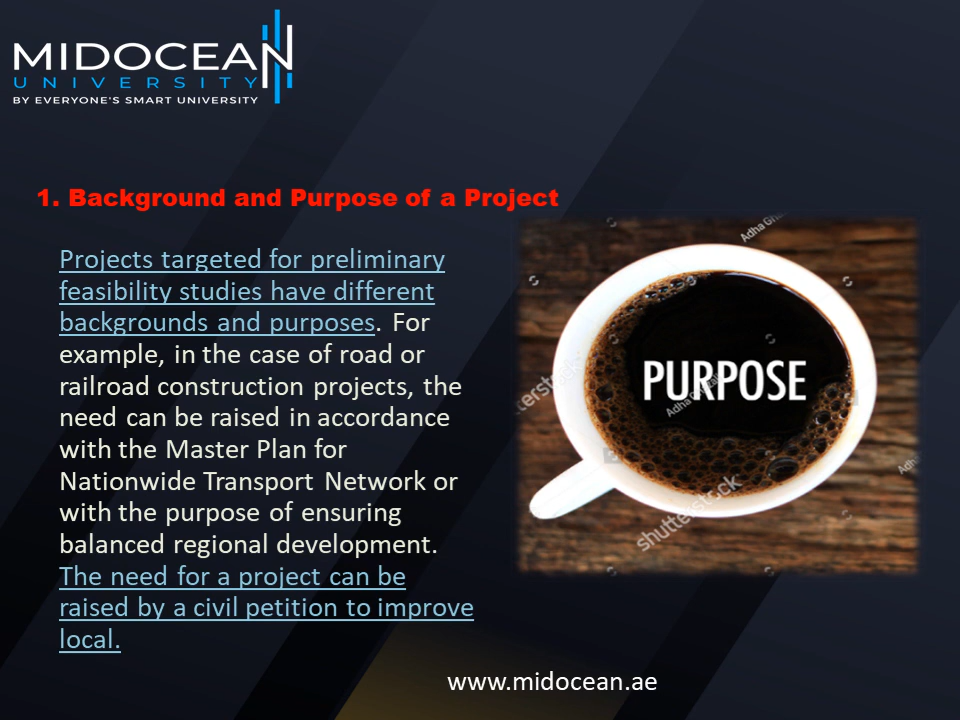 MIDOCEAN
UNIVERSITY
BY EVERYONE'S SMART UNIVERSITY
1. Background and Purpose of a Project
Projects targeted for preliminary
feasibility studies have different
backgrounds and purposes. For
example, in the case of road or
railroad construction projects, the
need can be raised in accordance
with the Master Plan for
Nationwide Transport Network or
with the purpose of ensuring
balanced regional development.
The need for a project can be
raised by a civil petition to improve
local.
PURPOSE
shutterstock
www.midocean.ae